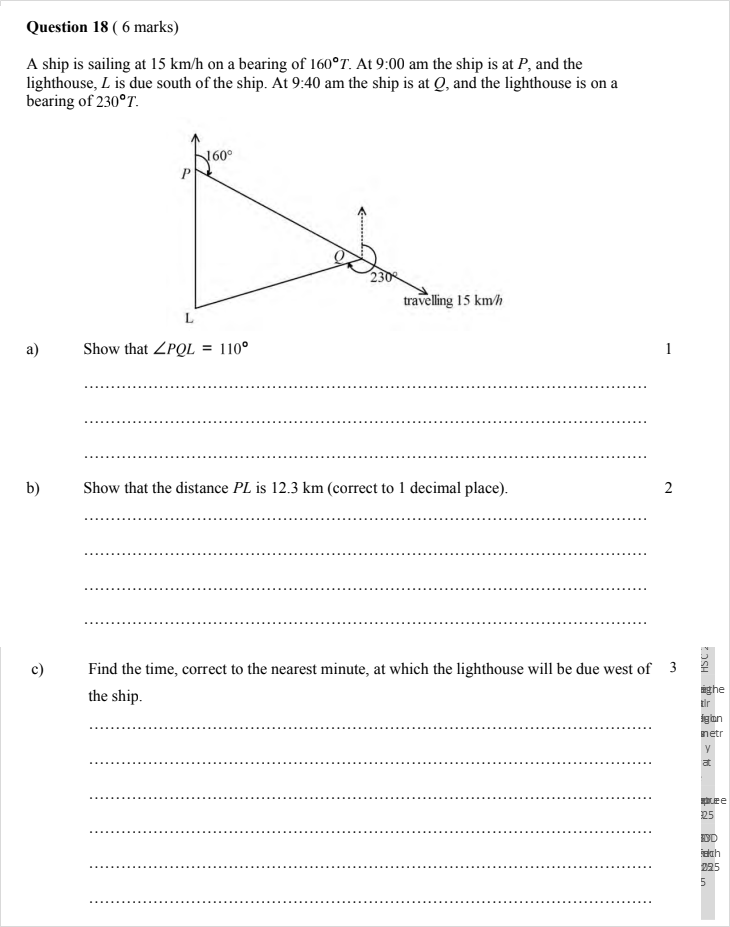 Question 18 ( 6 marks)
A ship is sailing at 15 km/h on a bearing of 160°T. At 9:00 am the ship is at P, and the
lighthouse, L is due south of the ship. At 9:40 am the ship is at Q, and the lighthouse is on a
bearing of 230°T.
160°
P
Q
230°
travelling 15 km/h
L
a) Show that ∠PQL = 110° 1
b) Show that the distance PL is 12.3 km (correct to 1 decimal place). 2
c) Find the time, correct to the nearest minute, at which the lighthouse will be due west of 3
the ship.
HSC
y
at